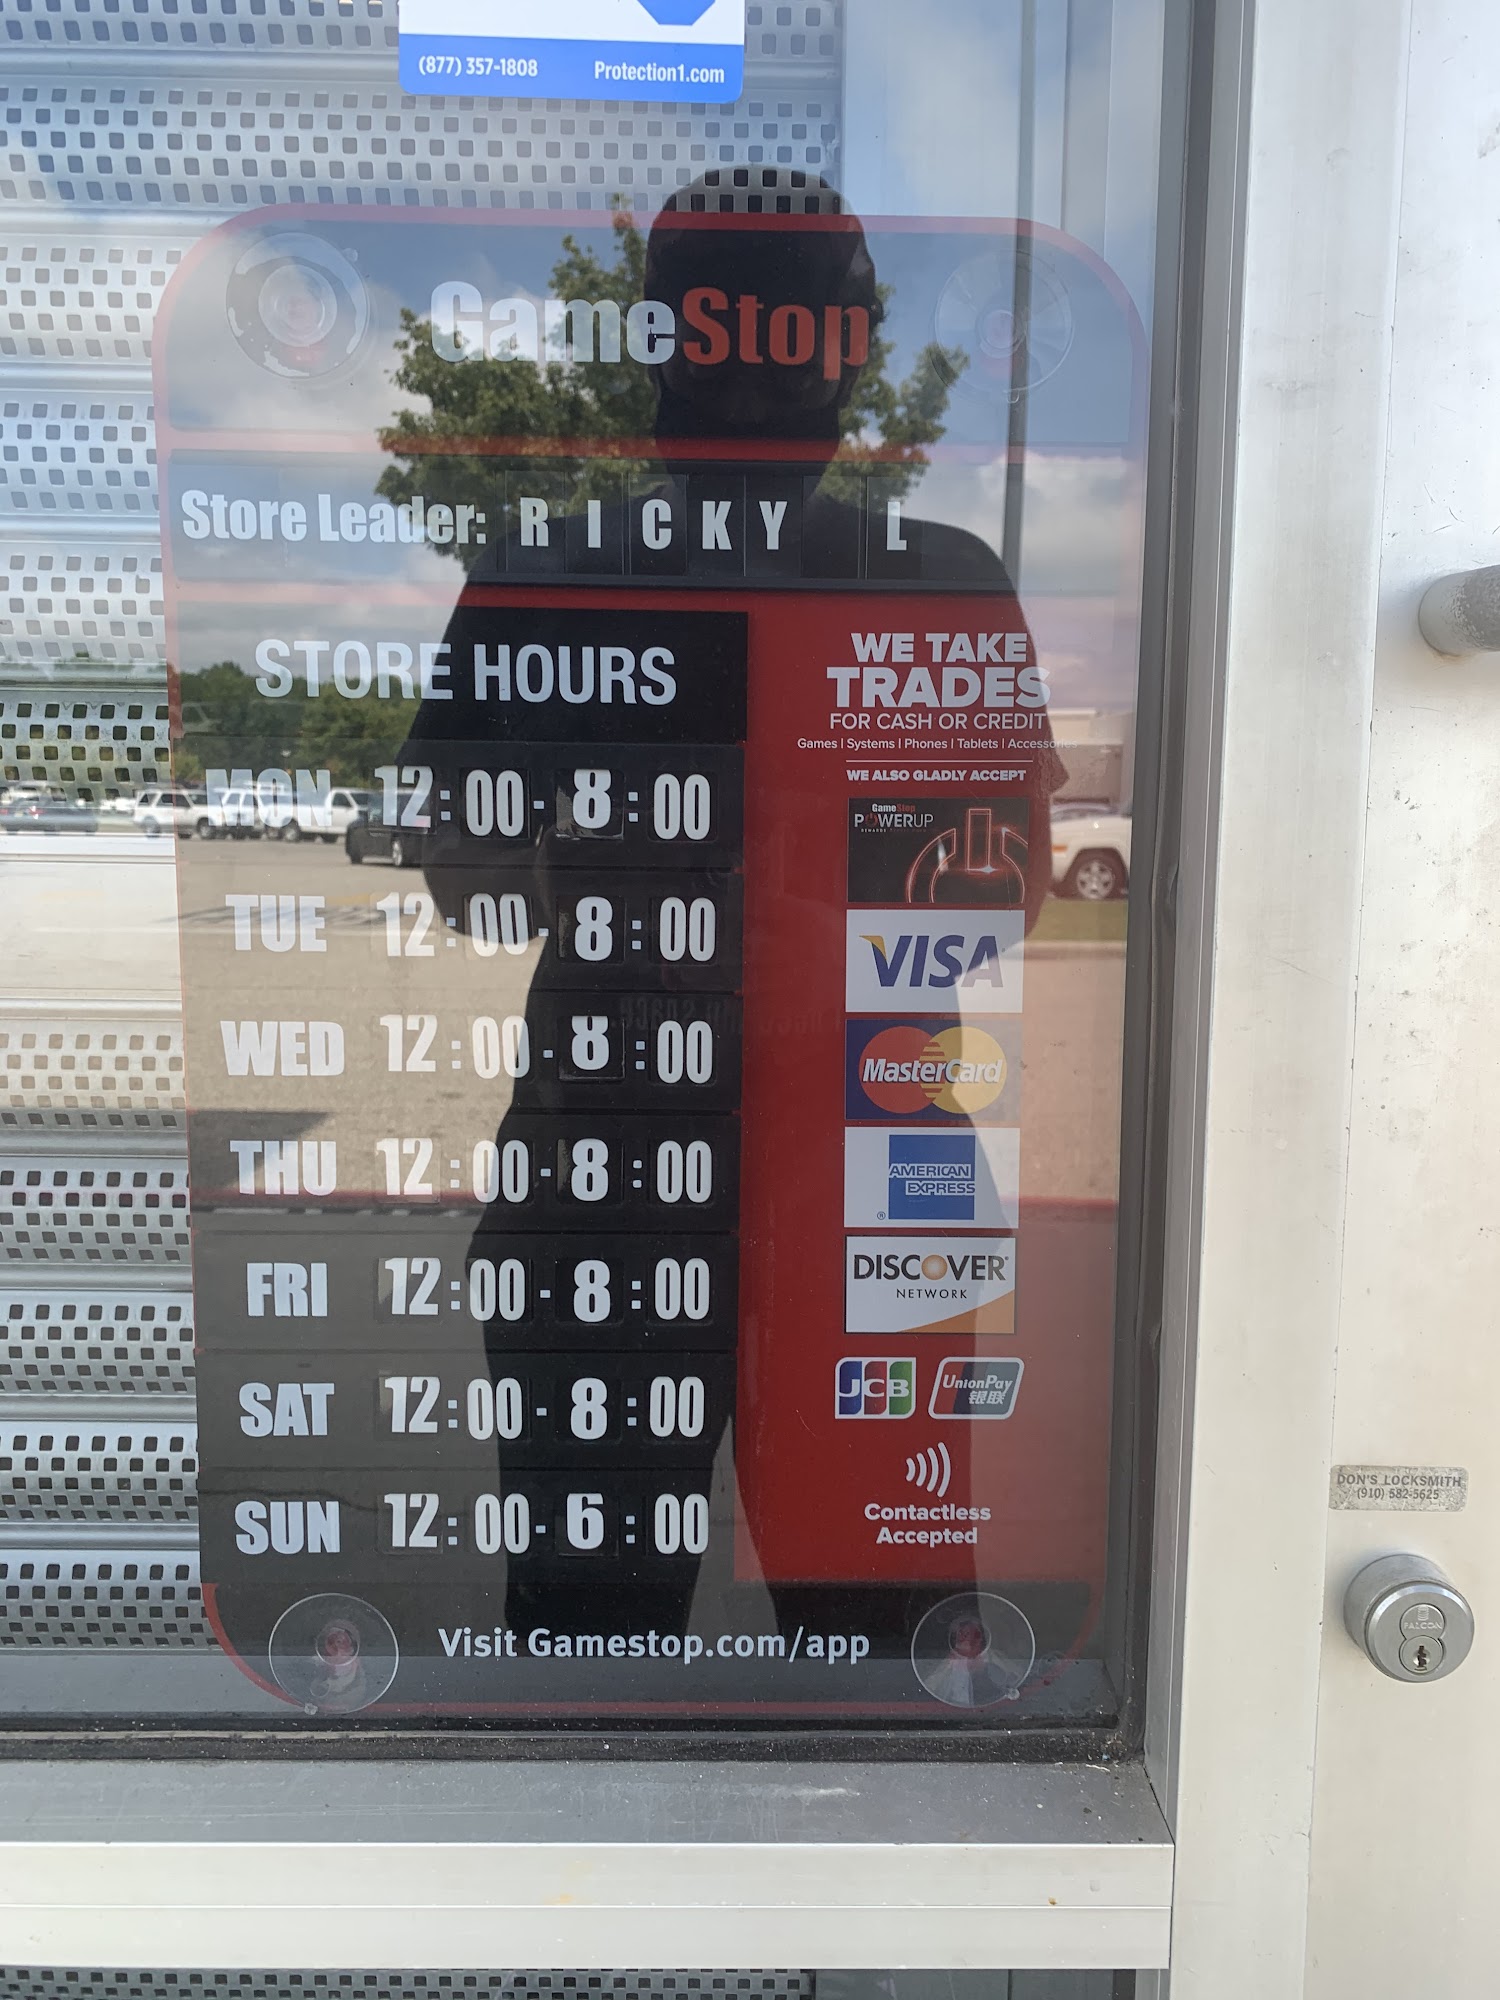 (877) 357-1808 Protection1.com
GameStop
Store Leader: RICKY L
STORE HOURS
MON 12:00-8:00
TUE 12:00-8:00
WED 12:00-8:00
THU 12:00-8:00
FRI 12:00-8:00
SAT 12:00-8:00
SUN 12:00-6:00
WE TAKE
TRADES
FOR CASH OR CREDIT
Games | Systems | Phones | Tablets | Accessories
WE ALSO GLADLY ACCEPT
GameStop
POWERUP
REWARDS
VISA
MasterCard
AMERICAN
EXPRESS
®
DISCOVER
NETWORK
JCB
UnionPay
银联
Contactless
Accepted
Visit Gamestop.com/app
DON'S LOCKSMITH
(910) 582-5625
FALCON